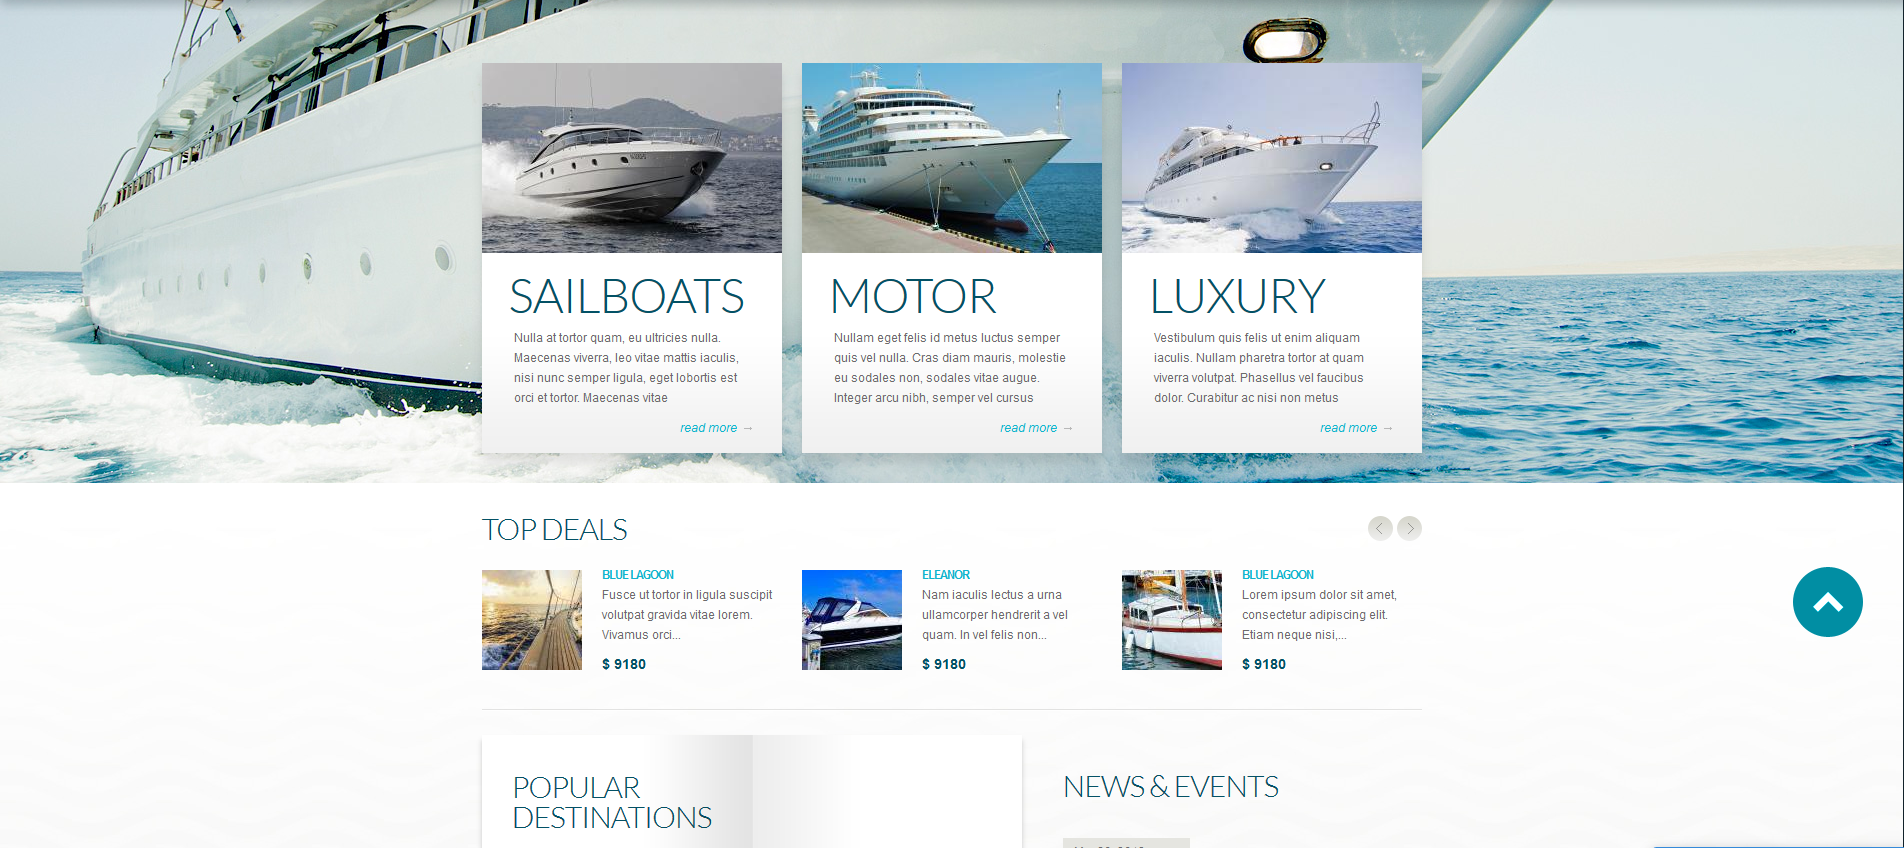 SAILBOATS
Nulla at tortor quam, eu ultricies nulla.
Maecenas viverra, leo vitae mattis iaculis,
nisi nunc semper ligula, eget lobortis est
orci et tortor. Maecenas vitae
read more →
MOTOR
Nullam eget felis id metus luctus semper
quis vel nulla. Cras diam mauris, molestie
eu sodales non, sodales vitae augue.
Integer arcu nibh, semper vel cursus
read more →
LUXURY
Vestibulum quis felis ut enim aliquam
iaculis. Nullam pharetra tortor at quam
viverra volutpat. Phasellus vel faucibus
dolor. Curabitur ac nisi non metus
read more →
TOP DEALS
BLUE LAGOON
Fusce ut tortor in ligula suscipit
volutpat gravida vitae lorem.
Vivamus orci...
$ 9180
ELEANOR
Nam iaculis lectus a urna
ullamcorper hendrerit a vel
quam. In vel felis non...
$ 9180
BLUE LAGOON
Lorem ipsum dolor sit amet,
consectetur adipiscing elit.
Etiam neque nisi,...
$ 9180
POPULAR
DESTINATIONS
NEWS & EVENTS